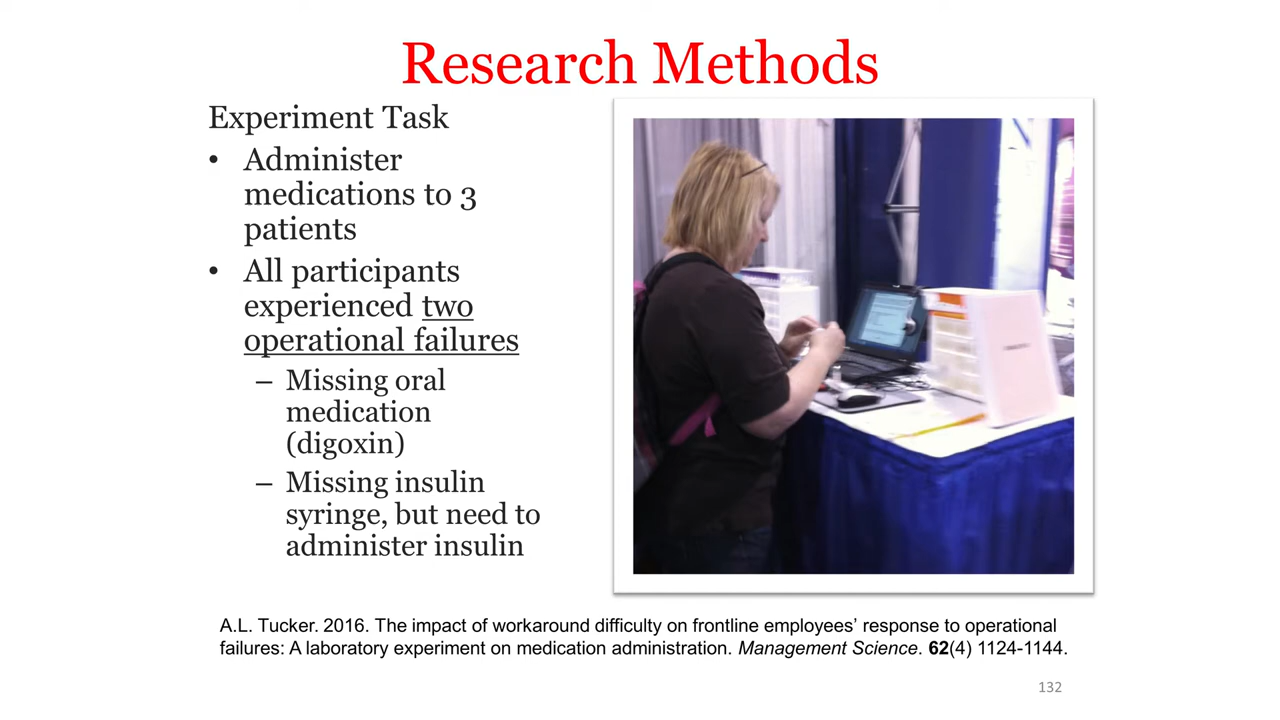 Research Methods
Experiment Task
• Administer
medications to 3
patients
• All participants
experienced two
operational failures
– Missing oral
medication
(digoxin)
– Missing insulin
syringe, but need to
administer insulin
A.L. Tucker. 2016. The impact of workaround difficulty on frontline employees’ response to operational
failures: A laboratory experiment on medication administration. Management Science. 62(4) 1124-1144.
132